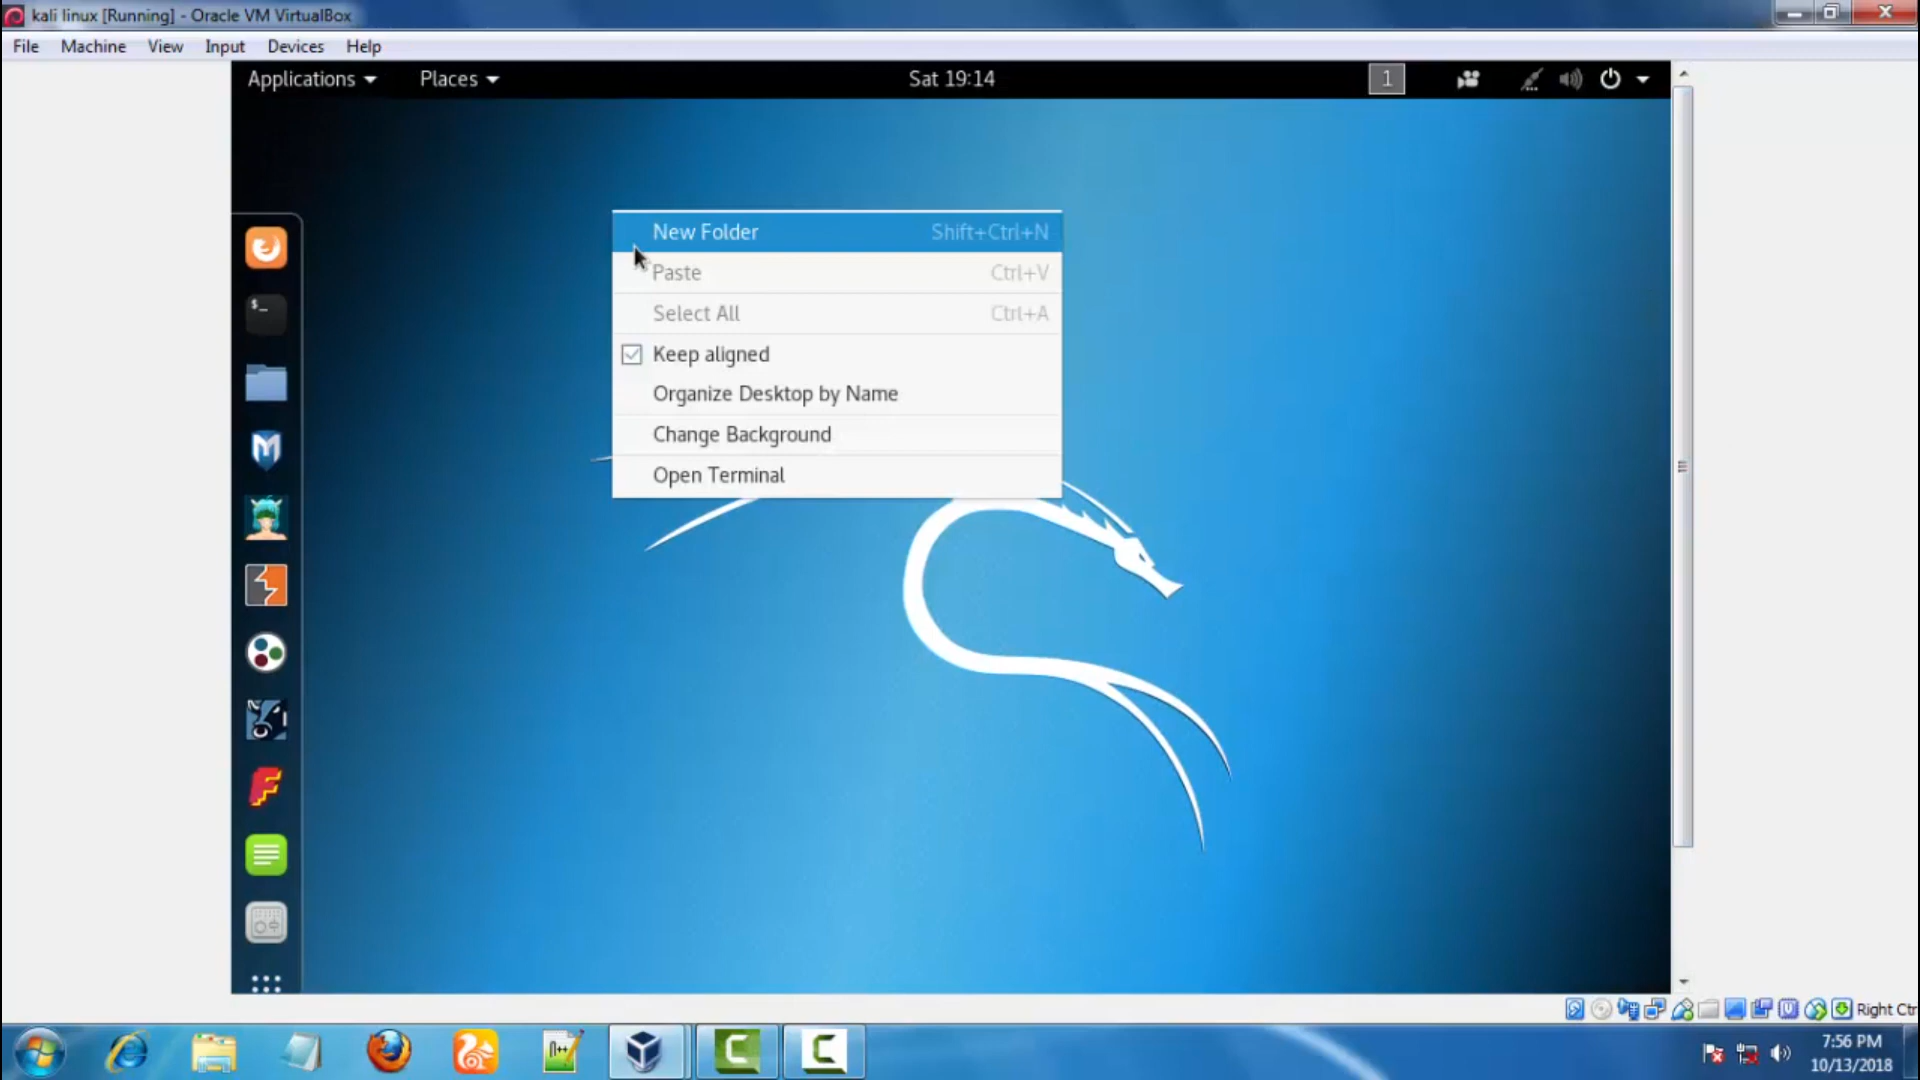 kali linux [Running] - Oracle VM VirtualBox
File Machine View Input Devices Help
Applications Places Sat 19:14 1
New Folder Shift+Ctrl+N
Paste Ctrl+V
Select All Ctrl+A
Keep aligned
Organize Desktop by Name
Change Background
Open Terminal
$_
Right Ctr
n++
7:56 PM
10/13/2018